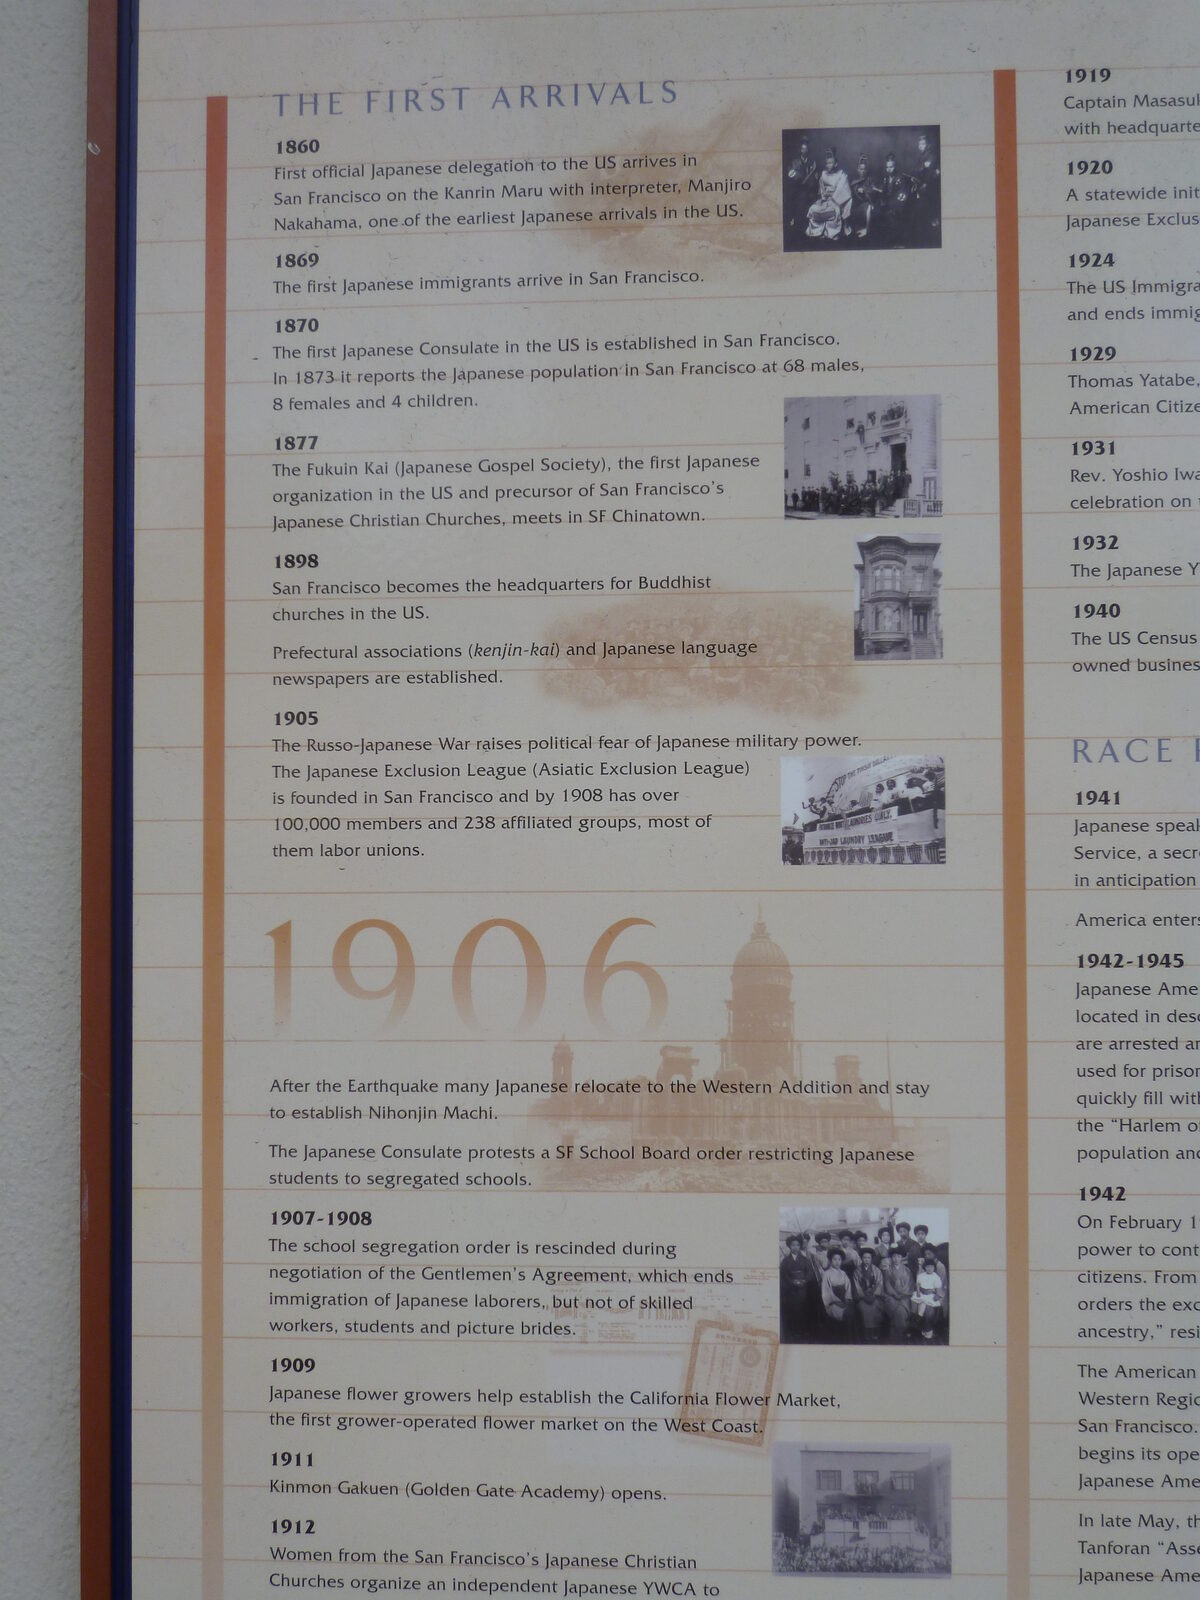 THE FIRST ARRIVALS
1860
First official Japanese delegation to the US arrives in
San Francisco on the Kanrin Maru with interpreter, Manjiro
Nakahama, one of the earliest Japanese arrivals in the US.
1869
The first Japanese immigrants arrive in San Francisco.
1870
The first Japanese Consulate in the US is established in San Francisco.
In 1873 it reports the Japanese population in San Francisco at 68 males,
8 females and 4 children.
1877
The Fukuin Kai (Japanese Gospel Society), the first Japanese
organization in the US and precursor of San Francisco's
Japanese Christian Churches, meets in SF Chinatown.
1898
San Francisco becomes the headquarters for Buddhist
churches in the US.
Prefectural associations (kenjin-kai) and Japanese language
newspapers are established.
1905
The Russo-Japanese War raises political fear of Japanese military power.
The Japanese Exclusion League (Asiatic Exclusion League)
is founded in San Francisco and by 1908 has over
100,000 members and 238 affiliated groups, most of
them labor unions.
STOP THE
LAUNDRIES ONLY.
ANTI-JAP LAUNDRY LEAGUE
1906
After the Earthquake many Japanese relocate to the Western Addition and stay
to establish Nihonjin Machi.
The Japanese Consulate protests a SF School Board order restricting Japanese
students to segregated schools.
1907-1908
The school segregation order is rescinded during
negotiation of the Gentlemen's Agreement, which ends
immigration of Japanese laborers, but not of skilled
workers, students and picture brides.
1909
Japanese flower growers help establish the California Flower Market,
the first grower-operated flower market on the West Coast.
1911
Kinmon Gakuen (Golden Gate Academy) opens.
1912
Women from the San Francisco's Japanese Christian
Churches organize an independent Japanese YWCA to
1919
Captain Masasu
with headquarte
1920
A statewide init
Japanese Exclus
1924
The US Immigra
and ends immig
1929
Thomas Yatabe,
American Citize
1931
Rev. Yoshio Iwa
celebration on
1932
The Japanese Y
1940
The US Census
owned busines
RACE
1941
Japanese speak
Service, a secr
in anticipation
America enters
1942-1945
Japanese Ame
located in des
are arrested an
used for prison
quickly fill with
the "Harlem o
population and
1942
On February 1
power to cont
citizens. From
orders the exc
ancestry," resi
The American
Western Regio
San Francisco.
begins its ope
Japanese Ame
In late May, th
Tanforan "Asse
Japanese Ame